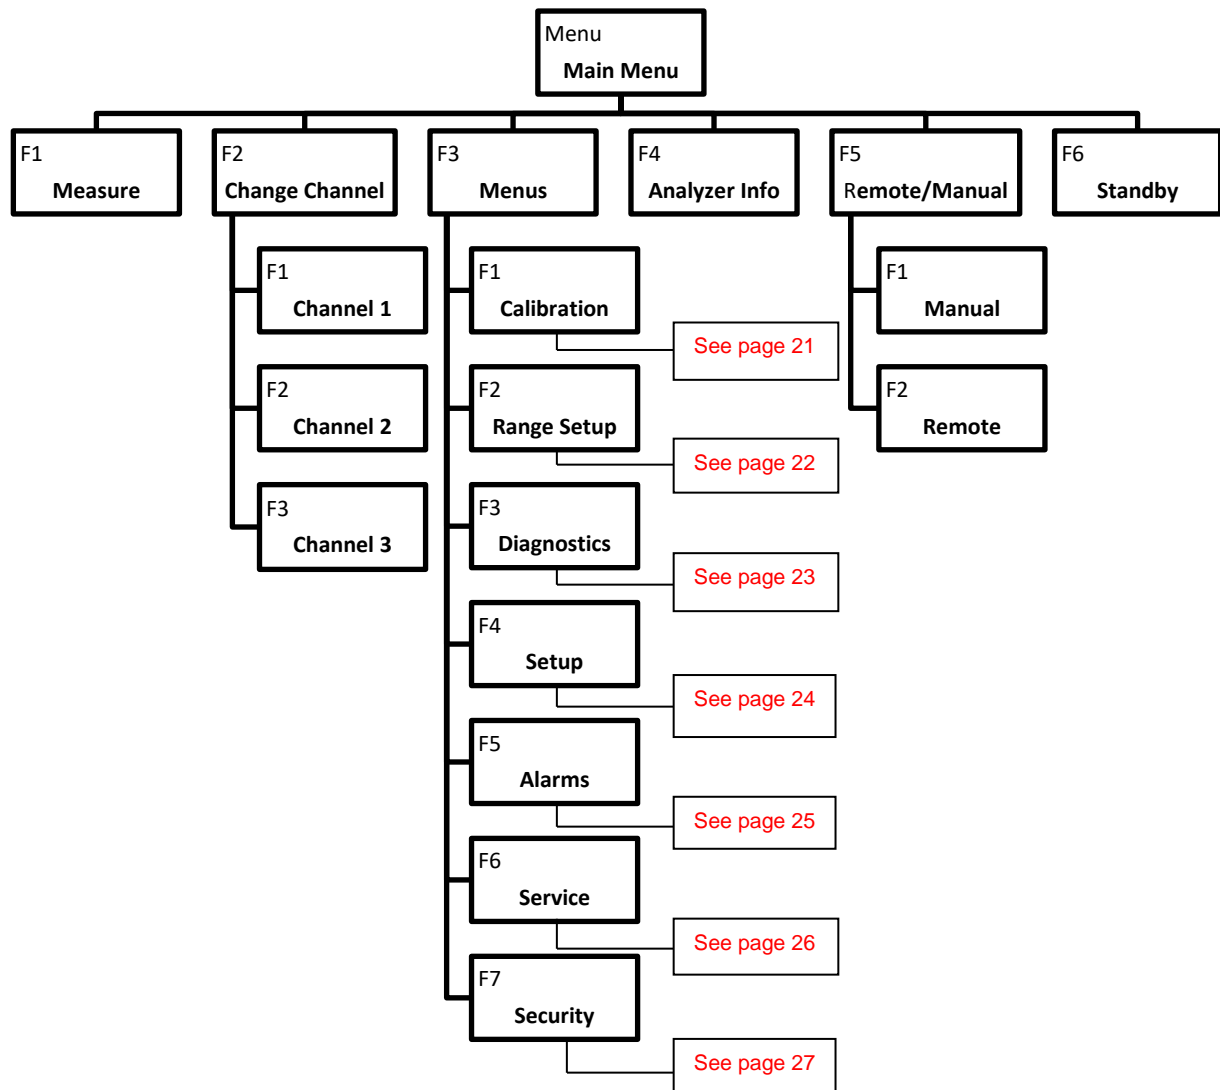 Menu
Main Menu
F1
Measure
F2
Change Channel
F3
Menus
F4
Analyzer Info
F5
Remote/Manual
F6
Standby
F1
Channel 1
F2
Channel 2
F3
Channel 3
F1
Calibration
See page 21
F2
Range Setup
See page 22
F3
Diagnostics
See page 23
F4
Setup
See page 24
F5
Alarms
See page 25
F6
Service
See page 26
F7
Security
See page 27
F1
Manual
F2
Remote